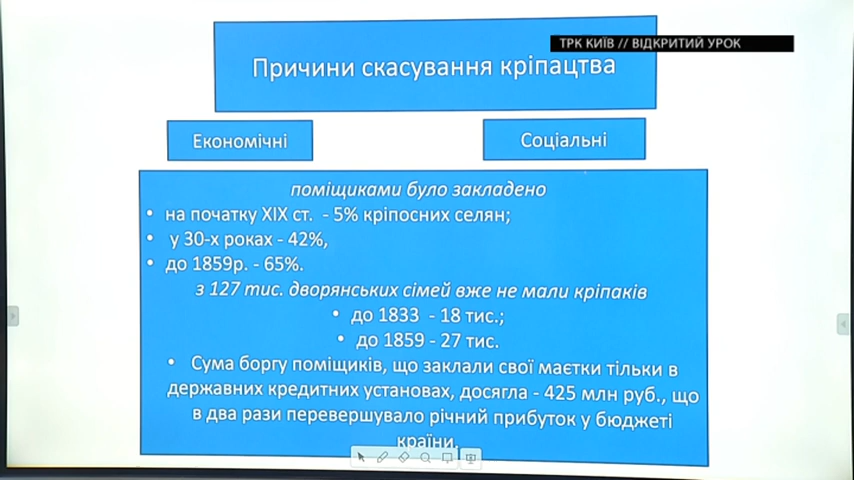 ТРК КИЇВ // ВІДКРИТИЙ УРОК
Причини скасування кріпацтва
Економічні
Соціальні
поміщиками було закладено
• на початку ХІХ ст. - 5% кріпосних селян;
• у 30-х роках - 42%,
• до 1859р. - 65%.
з 127 тис. дворянських сімей вже не мали кріпаків
• до 1833 - 18 тис.;
• до 1859 - 27 тис.
• Сума боргу поміщиків, що заклали свої маєтки тільки в
державних кредитних установах, досягла - 425 млн руб., що
в два рази перевершувало річний прибуток у бюджеті
країни.